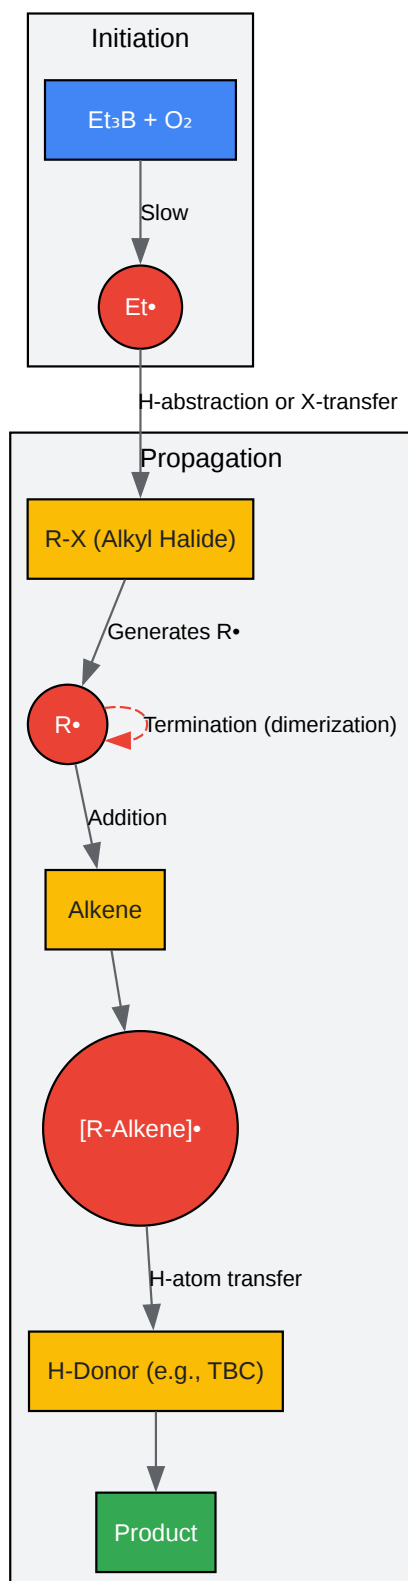 Initiation
Et₃B + O₂
Slow
Et•
H-abstraction or X-transfer
Propagation
R-X (Alkyl Halide)
Generates R•
R•
Termination (dimerization)
Addition
Alkene
[R-Alkene]•
H-atom transfer
H-Donor (e.g., TBC)
Product